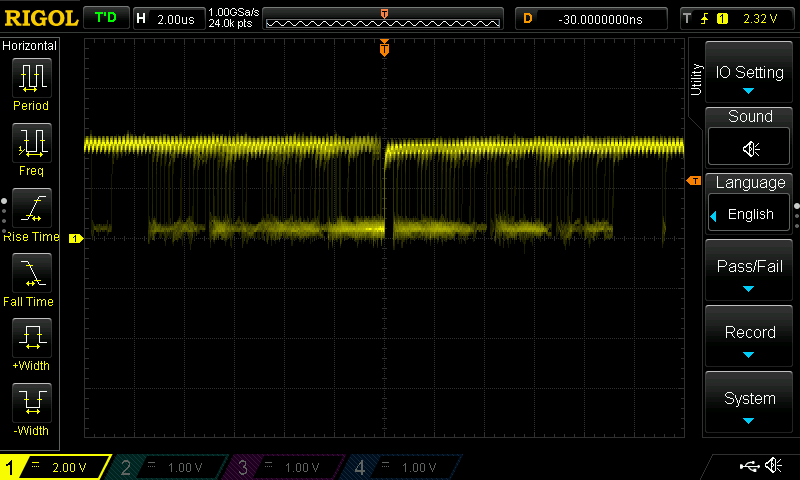 RIGOL T'D H 2.00us 1.00GSa/s 24.0k pts T D -30.0000000ns T 1 2.32 V
Horizontal
Period
Freq
Rise Time
Fall Time
+Width
-Width
T
T
1
Utility
IO Setting
Sound
Language
English
Pass/Fail
Record
System
1 2.00 V 2 1.00 V 3 1.00 V 4 1.00 V